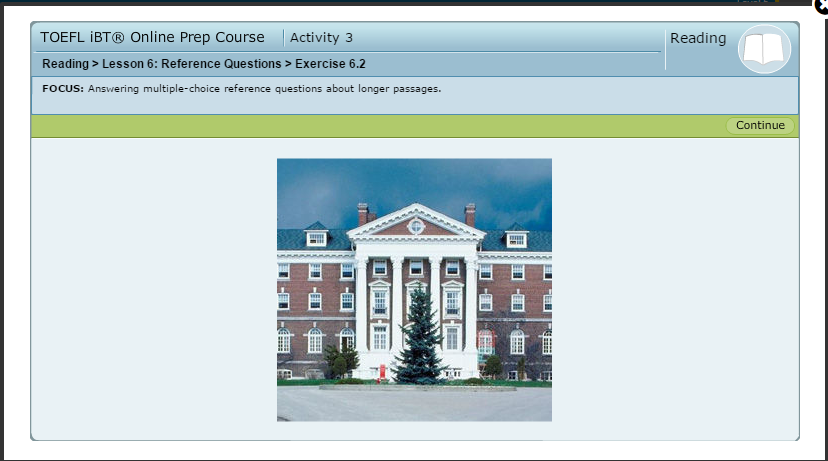 TOEFL iBT® Online Prep Course Activity 3
Reading
Reading > Lesson 6: Reference Questions > Exercise 6.2
FOCUS: Answering multiple-choice reference questions about longer passages.
Continue